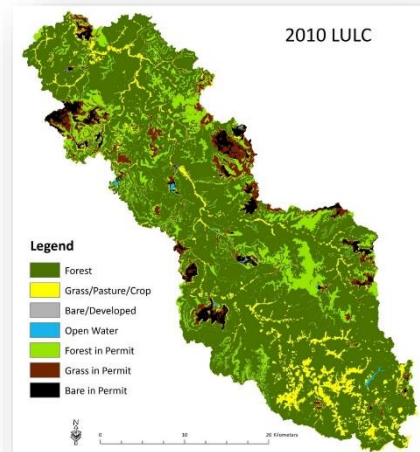 2010 LULC
Legend
Forest
Grass/Pasture/Crop
Bare/Developed
Open Water
Forest in Permit
Grass in Permit
Bare in Permit
0 10 20 Kilometers